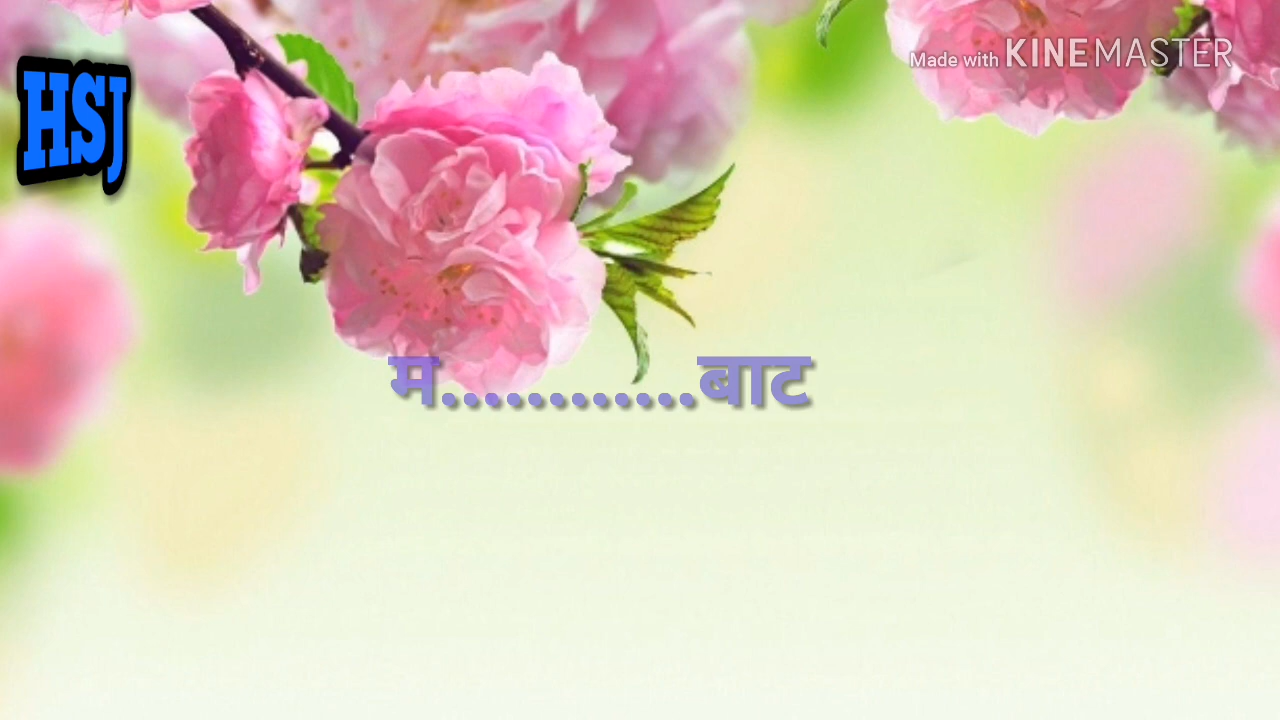 HSJ
Made with KINEMASTER
म............बाट